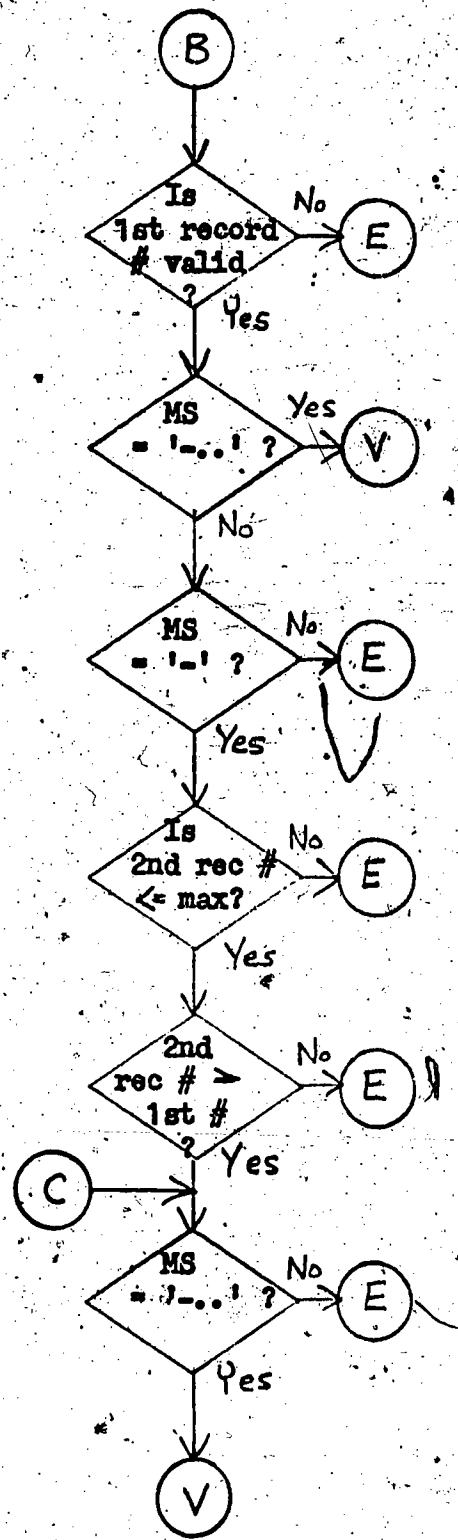 B
Is
1st record
# valid
?
No
E
Yes
MS
= '-..' ?
Yes
V
No
MS
= '-' ?
No
E
Yes
Is
2nd rec #
<= max?
No
E
Yes
2nd
rec # >
1st #
?
No
E
Yes
C
MS
= '-..' ?
No
E
Yes
V